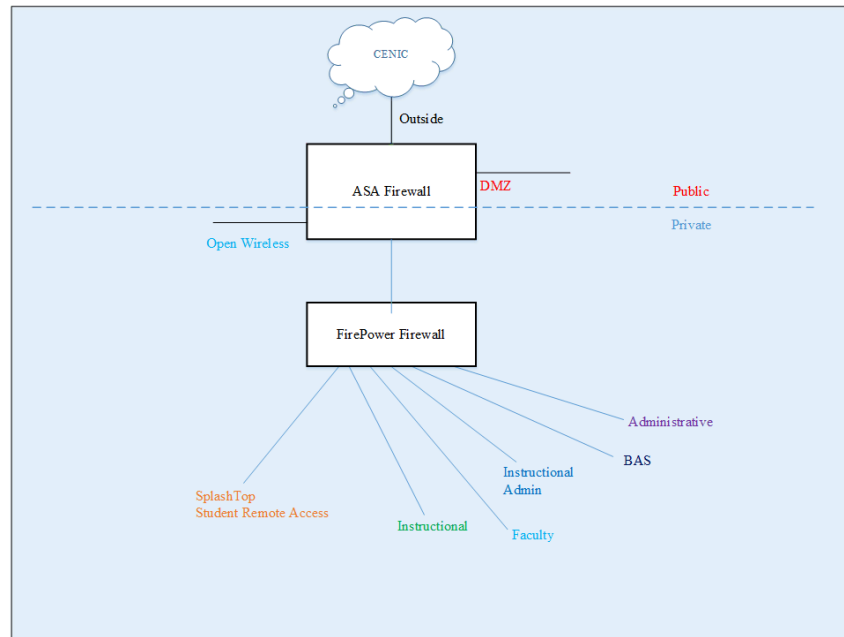 CENIC
Outside
ASA Firewall
DMZ
Public
Private
Open Wireless
FirePower Firewall
Administrative
BAS
Instructional
Admin
SplashTop
Student Remote Access
Instructional
Faculty